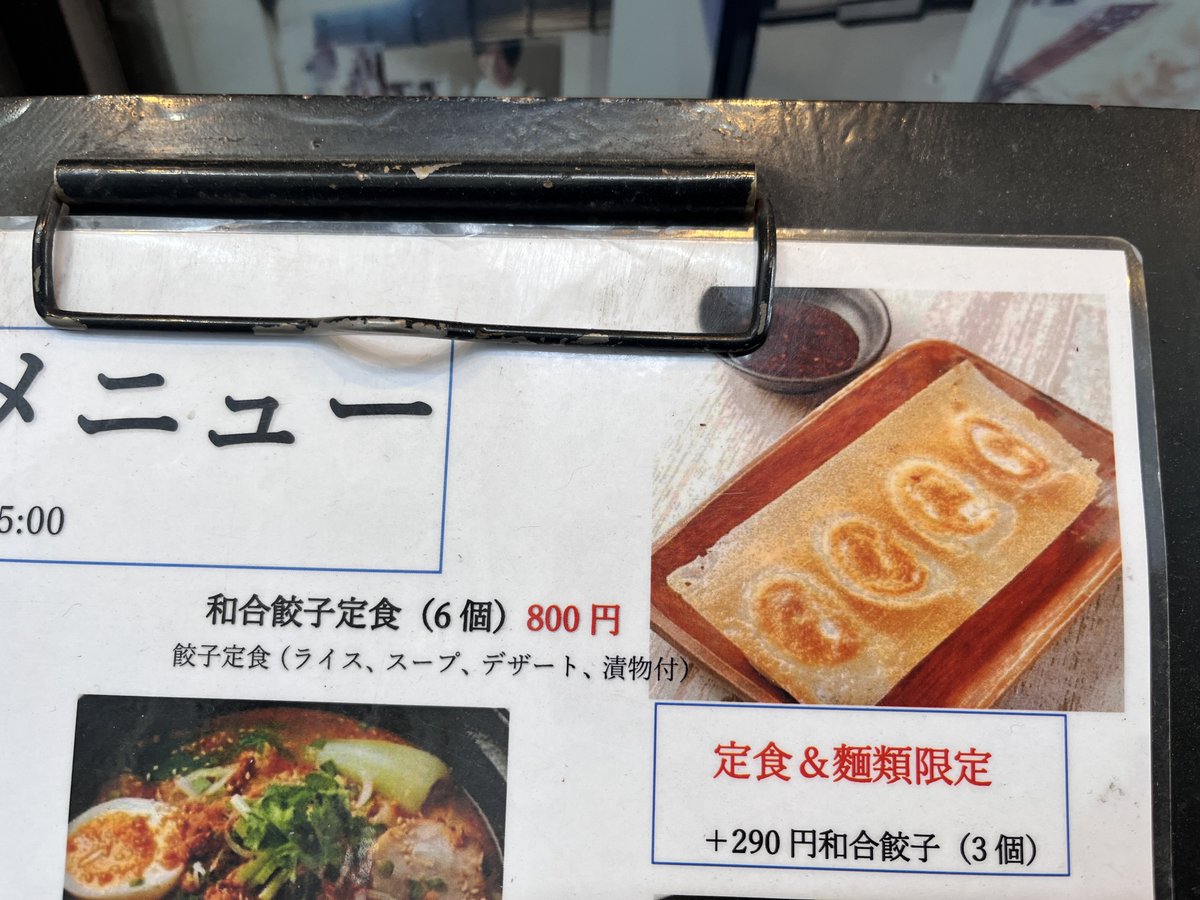 メニュー
5:00
和合餃子定食（6個）800円
餃子定食（ライス、スープ、デザート、漬物付）
定食＆麵類限定
＋290円和合餃子（3個）